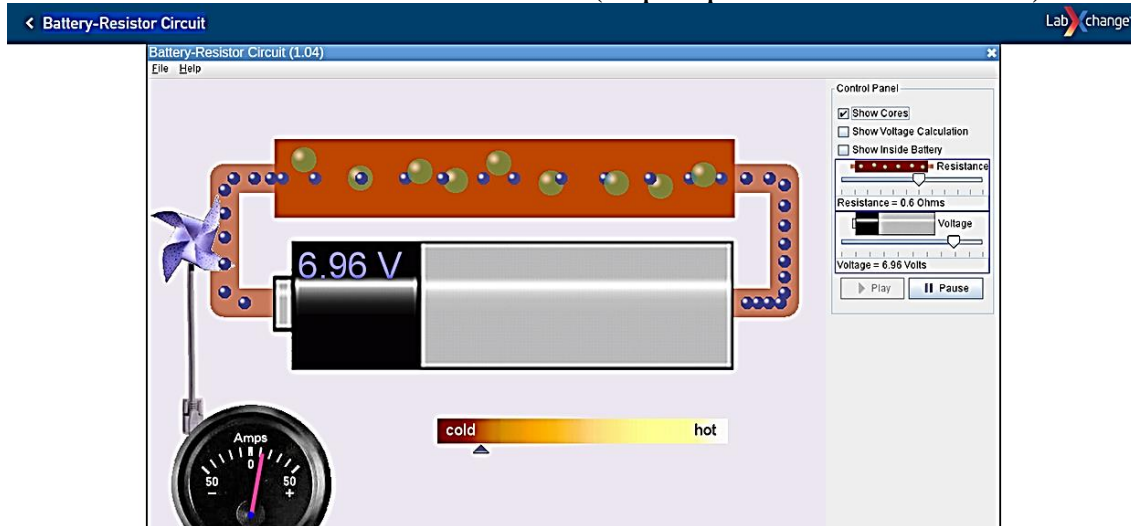 < Battery-Resistor Circuit
LabXchange
Battery-Resistor Circuit (1.04)
File Help
Control Panel
Show Cores
Show Voltage Calculation
Show Inside Battery
Resistance
Resistance = 0.6 Ohms
Voltage
Voltage = 6.96 Volts
Play
Pause
6.96 V
cold
hot
Amps
0
50
50
-
+